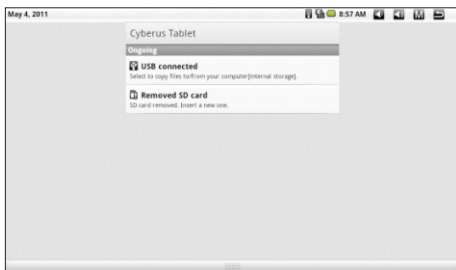 May 4, 2011 8:57 AM M
Cyberus Tablet
Ongoing
USB connected
Select to copy files to/from your computer[internal storage].
Removed SD card
SD card removed. Insert a new one.